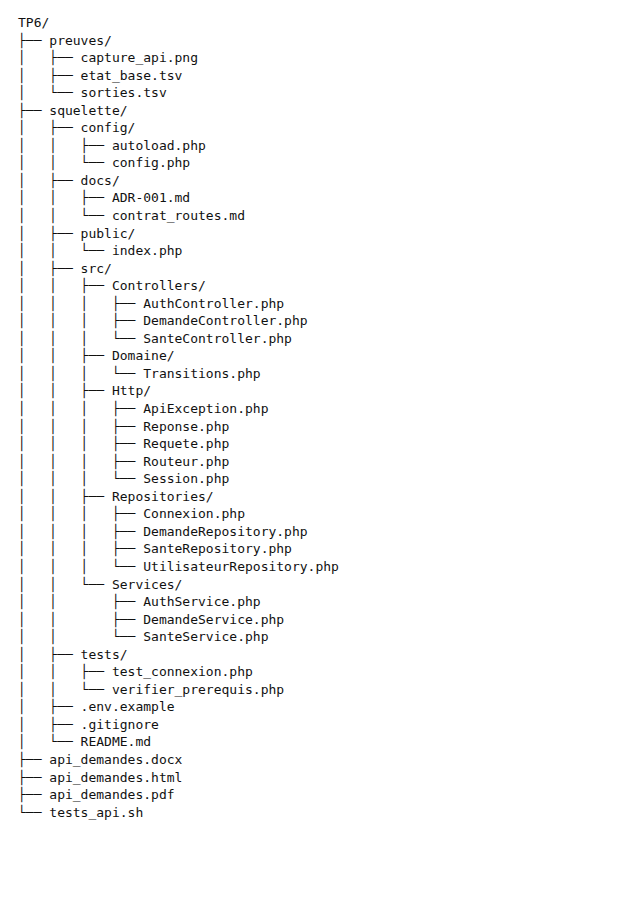 TP6/
├── preuves/
│   ├── capture_api.png
│   ├── etat_base.tsv
│   └── sorties.tsv
├── squelette/
│   ├── config/
│   │   ├── autoload.php
│   │   └── config.php
│   ├── docs/
│   │   ├── ADR-001.md
│   │   └── contrat_routes.md
│   ├── public/
│   │   └── index.php
│   ├── src/
│   │   ├── Controllers/
│   │   │   ├── AuthController.php
│   │   │   ├── DemandeController.php
│   │   │   └── SanteController.php
│   │   ├── Domaine/
│   │   │   └── Transitions.php
│   │   ├── Http/
│   │   │   ├── ApiException.php
│   │   │   ├── Reponse.php
│   │   │   ├── Requete.php
│   │   │   ├── Routeur.php
│   │   │   └── Session.php
│   │   ├── Repositories/
│   │   │   ├── Connexion.php
│   │   │   ├── DemandeRepository.php
│   │   │   ├── SanteRepository.php
│   │   │   └── UtilisateurRepository.php
│   │   └── Services/
│   │       ├── AuthService.php
│   │       ├── DemandeService.php
│   │       └── SanteService.php
│   ├── tests/
│   │   ├── test_connexion.php
│   │   └── verifier_prerequis.php
│   ├── .env.example
│   ├── .gitignore
│   └── README.md
├── api_demandes.docx
├── api_demandes.html
├── api_demandes.pdf
└── tests_api.sh